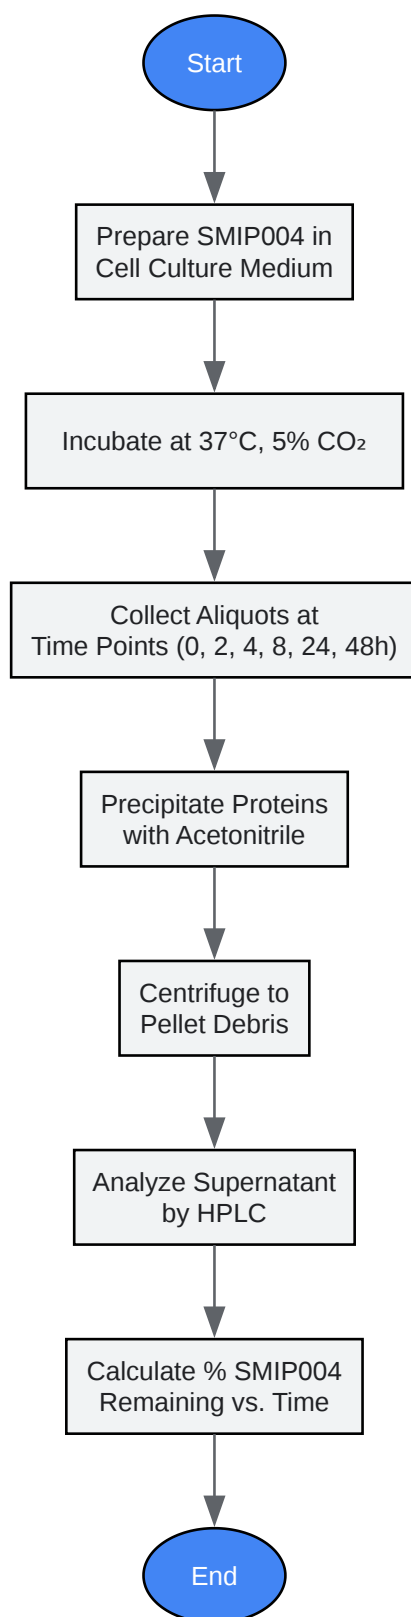 Start
Prepare SMIP004 in
Cell Culture Medium
Incubate at 37°C, 5% CO₂
Collect Aliquots at
Time Points (0, 2, 4, 8, 24, 48h)
Precipitate Proteins
with Acetonitrile
Centrifuge to
Pellet Debris
Analyze Supernatant
by HPLC
Calculate % SMIP004
Remaining vs. Time
End